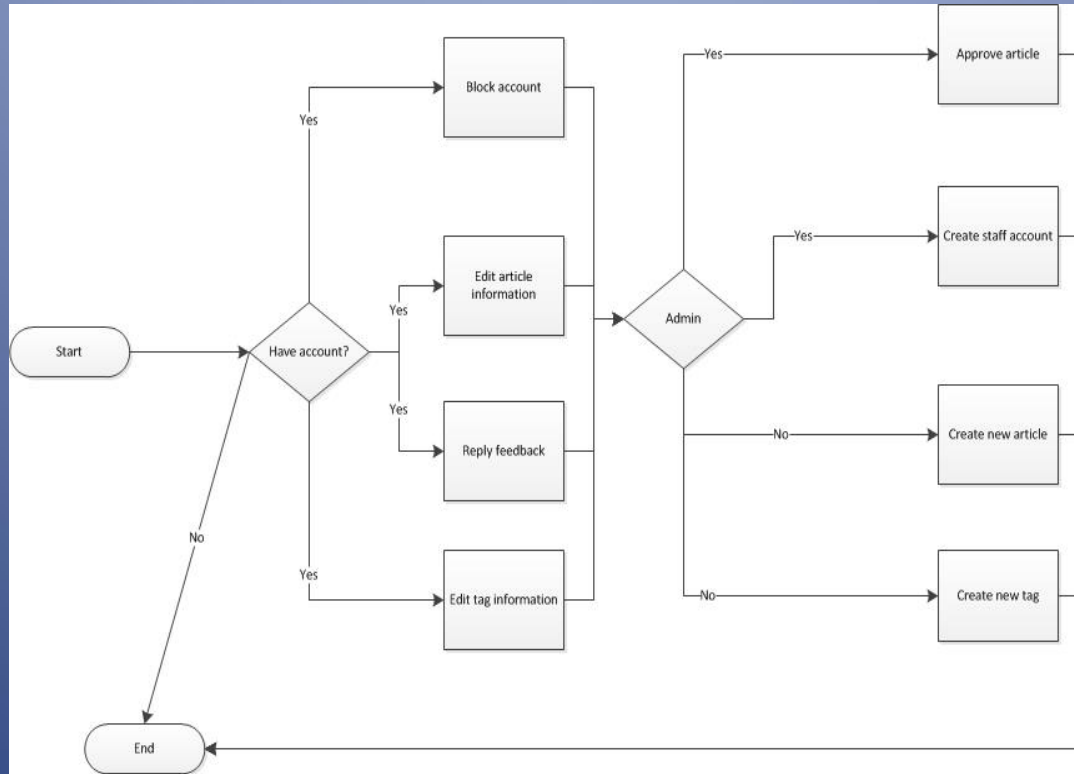 Approve article
Block account
Yes
Yes
Create staff account
Yes
Edit article
information
Yes
Admin
Start
Have account?
Yes
Create new article
No
Reply feedback
No
Yes
Edit tag information
No
Create new tag
End